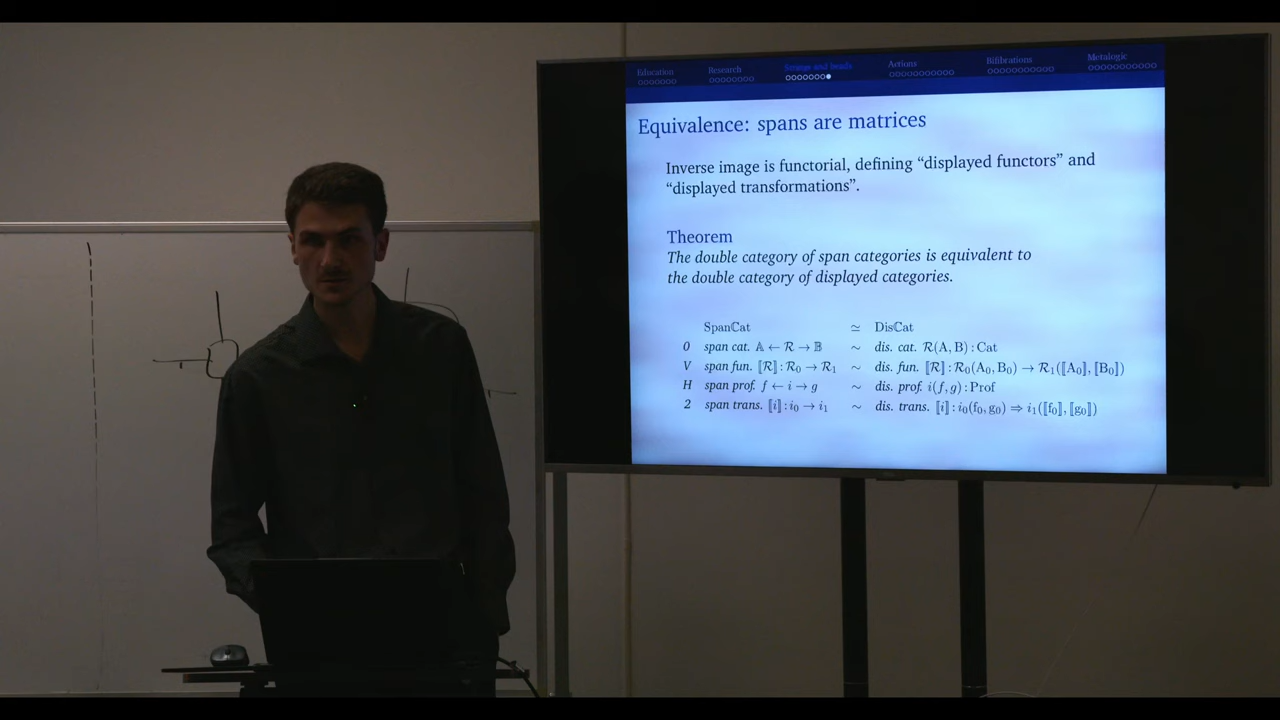 Education Research Strings and beads Actions Bifibrations Metalogic
Equivalence: spans are matrices
Inverse image is functorial, defining “displayed functors” and
“displayed transformations”.
Theorem
The double category of span categories is equivalent to
the double category of displayed categories.
Spanℂat ≃ Disℂat
0 span cat. 𝔸 ← ℛ → 𝔹 ∼ dis. cat. ℛ(A, B) : Cat
V span fun. ⟦ℛ⟧ : ℛ₀ → ℛ₁ ∼ dis. fun. ⟦ℛ⟧ : ℛ₀(A₀, B₀) → ℛ₁(⟦A₀⟧, ⟦B₀⟧)
H span prof. f ← i → g ∼ dis. prof. i(f, g) : Prof
2 span trans. ⟦i⟧ : i₀ → i₁ ∼ dis. trans. ⟦i⟧ : i₀(f₀, g₀) ⇒ i₁(⟦f₀⟧, ⟦g₀⟧)